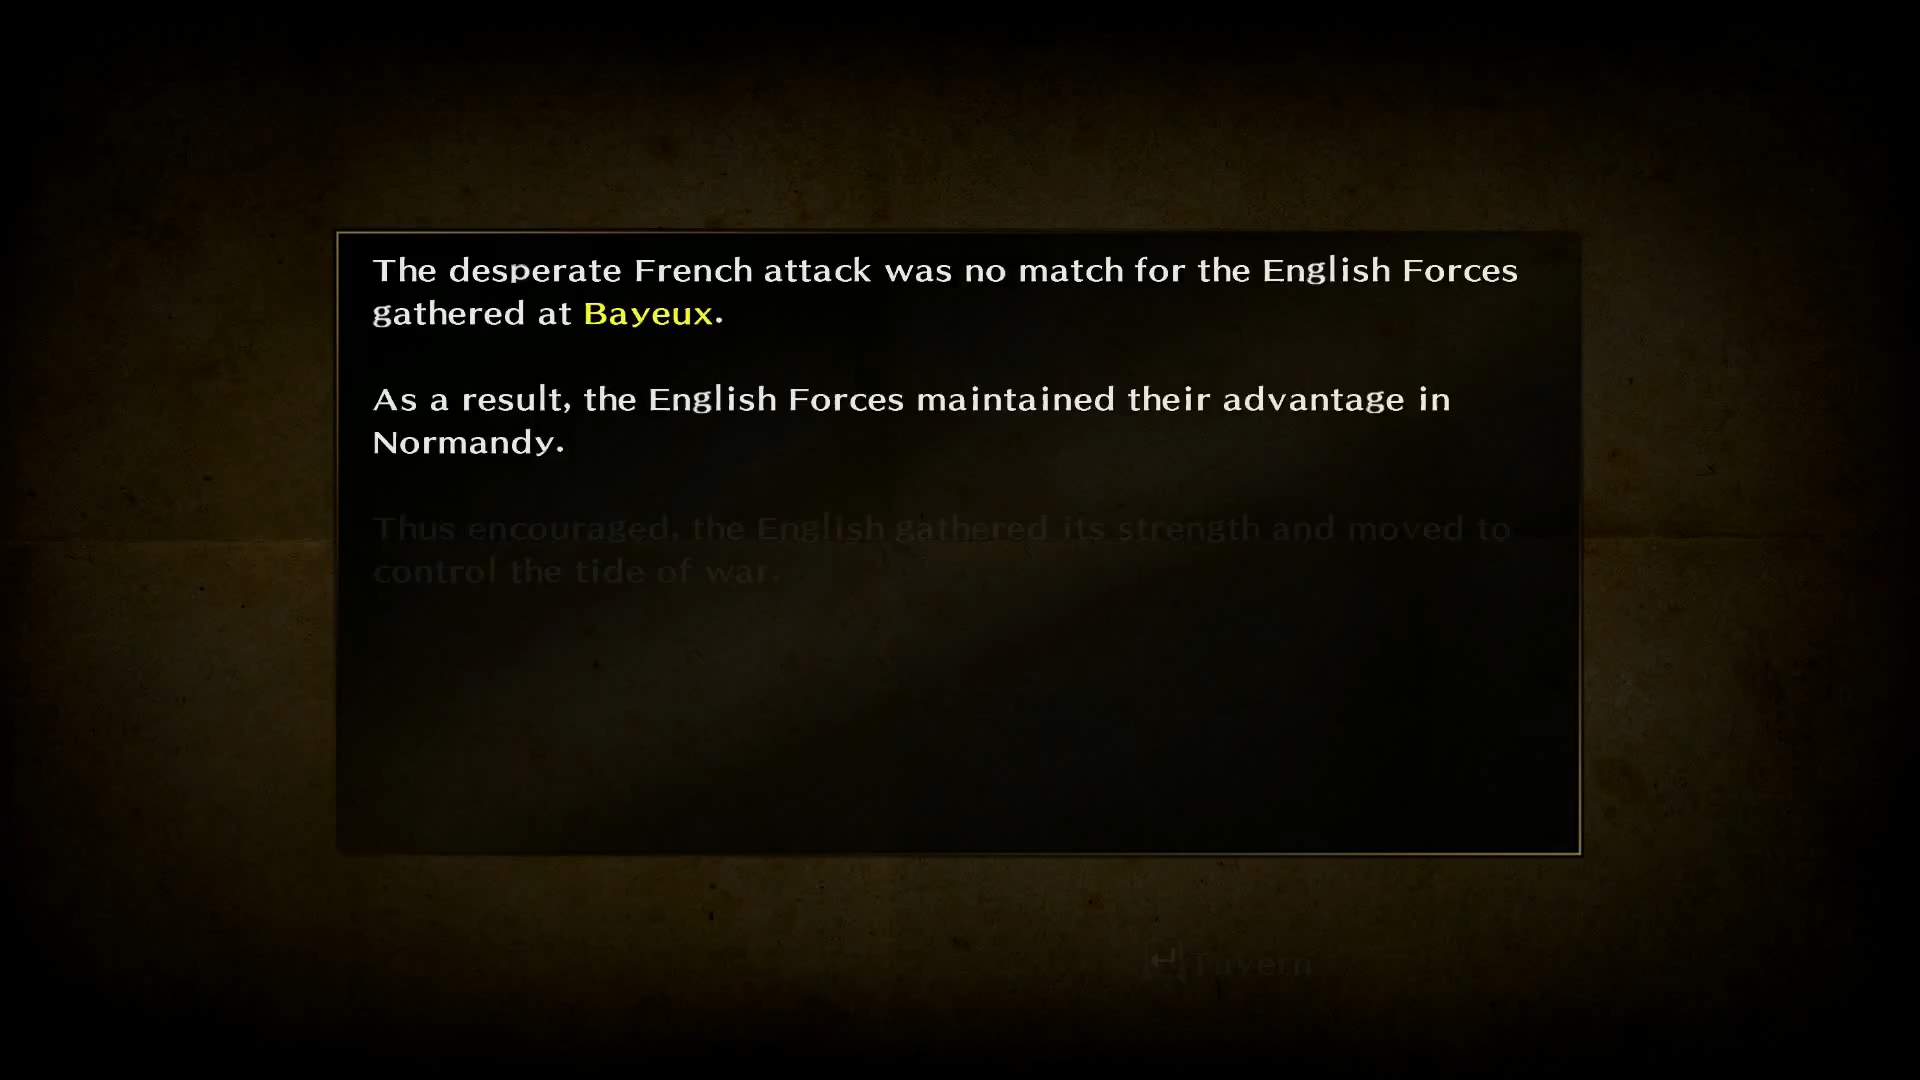 The desperate French attack was no match for the English Forces
gathered at Bayeux.
As a result, the English Forces maintained their advantage in
Normandy.
Thus encouraged, the English gathered its strength and moved to
control the tide of war.
Tavern